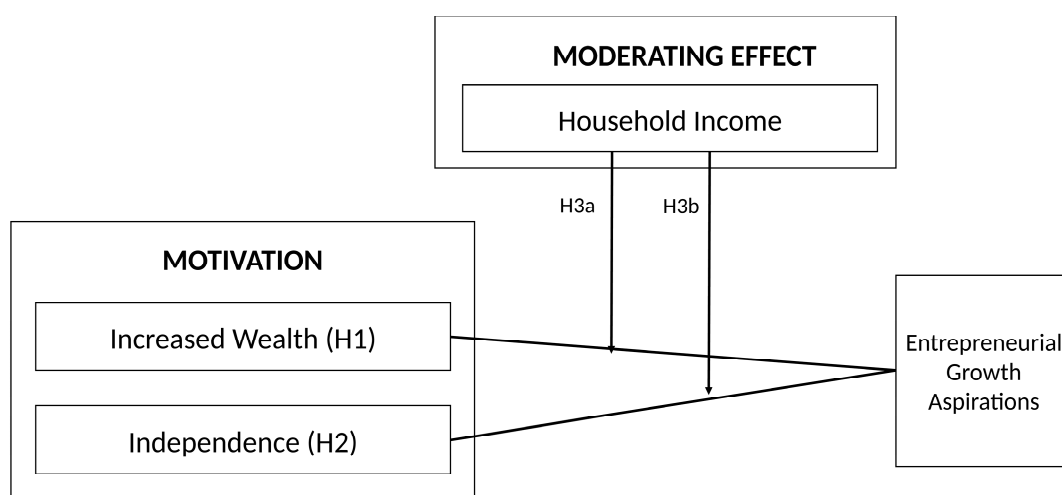 MODERATING EFFECT
Household Income
H3a
H3b
MOTIVATION
Increased Wealth (H1)
Independence (H2)
Entrepreneurial
Growth
Aspirations